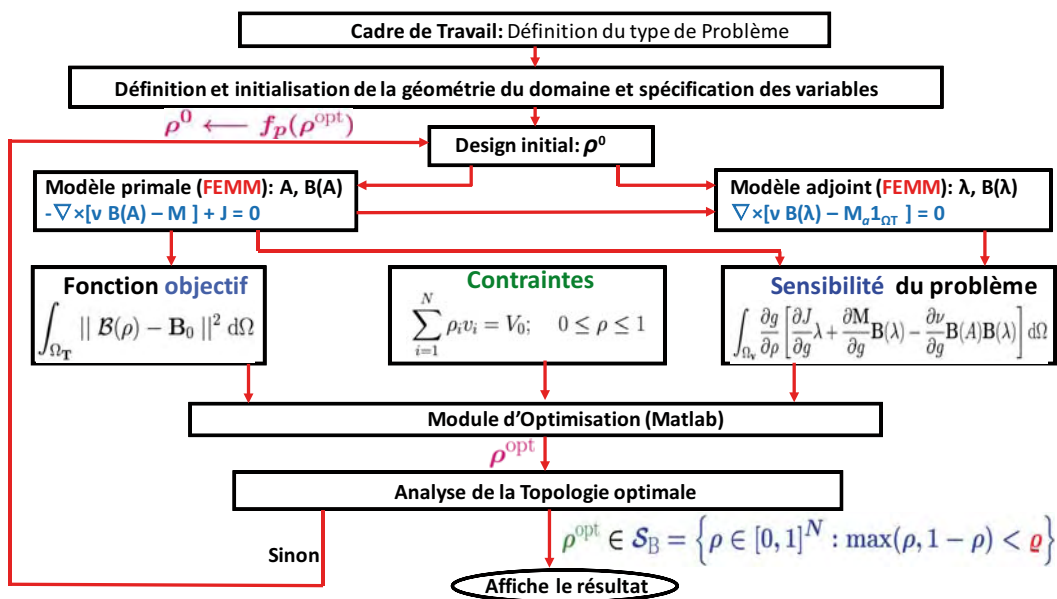 Cadre de Travail: Définition du type de Problème
Définition et initialisation de la géométrie du domaine et spécification des variables
ρ⁰ ⟵ f_p(ρ^opt)
Design initial: ρ⁰
Modèle primale (FEMM): A, B(A)
-∇×[ν B(A) – M ] + J = 0
Modèle adjoint (FEMM): λ, B(λ)
∇×[ν B(λ) – M_a1_ΩT ] = 0
Fonction objectif
∫_Ω_T || 𝓑(ρ) − B₀ ||² dΩ
Contraintes
∑_{i=1}^{N} ρ_i v_i = V₀; 0 ≤ ρ ≤ 1
Sensibilité du problème
∫_Ω_v ∂g/∂ρ [ ∂J/∂g λ + ∂M/∂g B(λ) − ∂ν/∂g B(A)B(λ) ] dΩ
Module d’Optimisation (Matlab)
ρ^opt
Analyse de la Topologie optimale
Sinon
ρ^opt ∈ 𝓢_B = {ρ ∈ [0, 1]^N : max(ρ, 1 − ρ) < ϱ}
Affiche le résultat